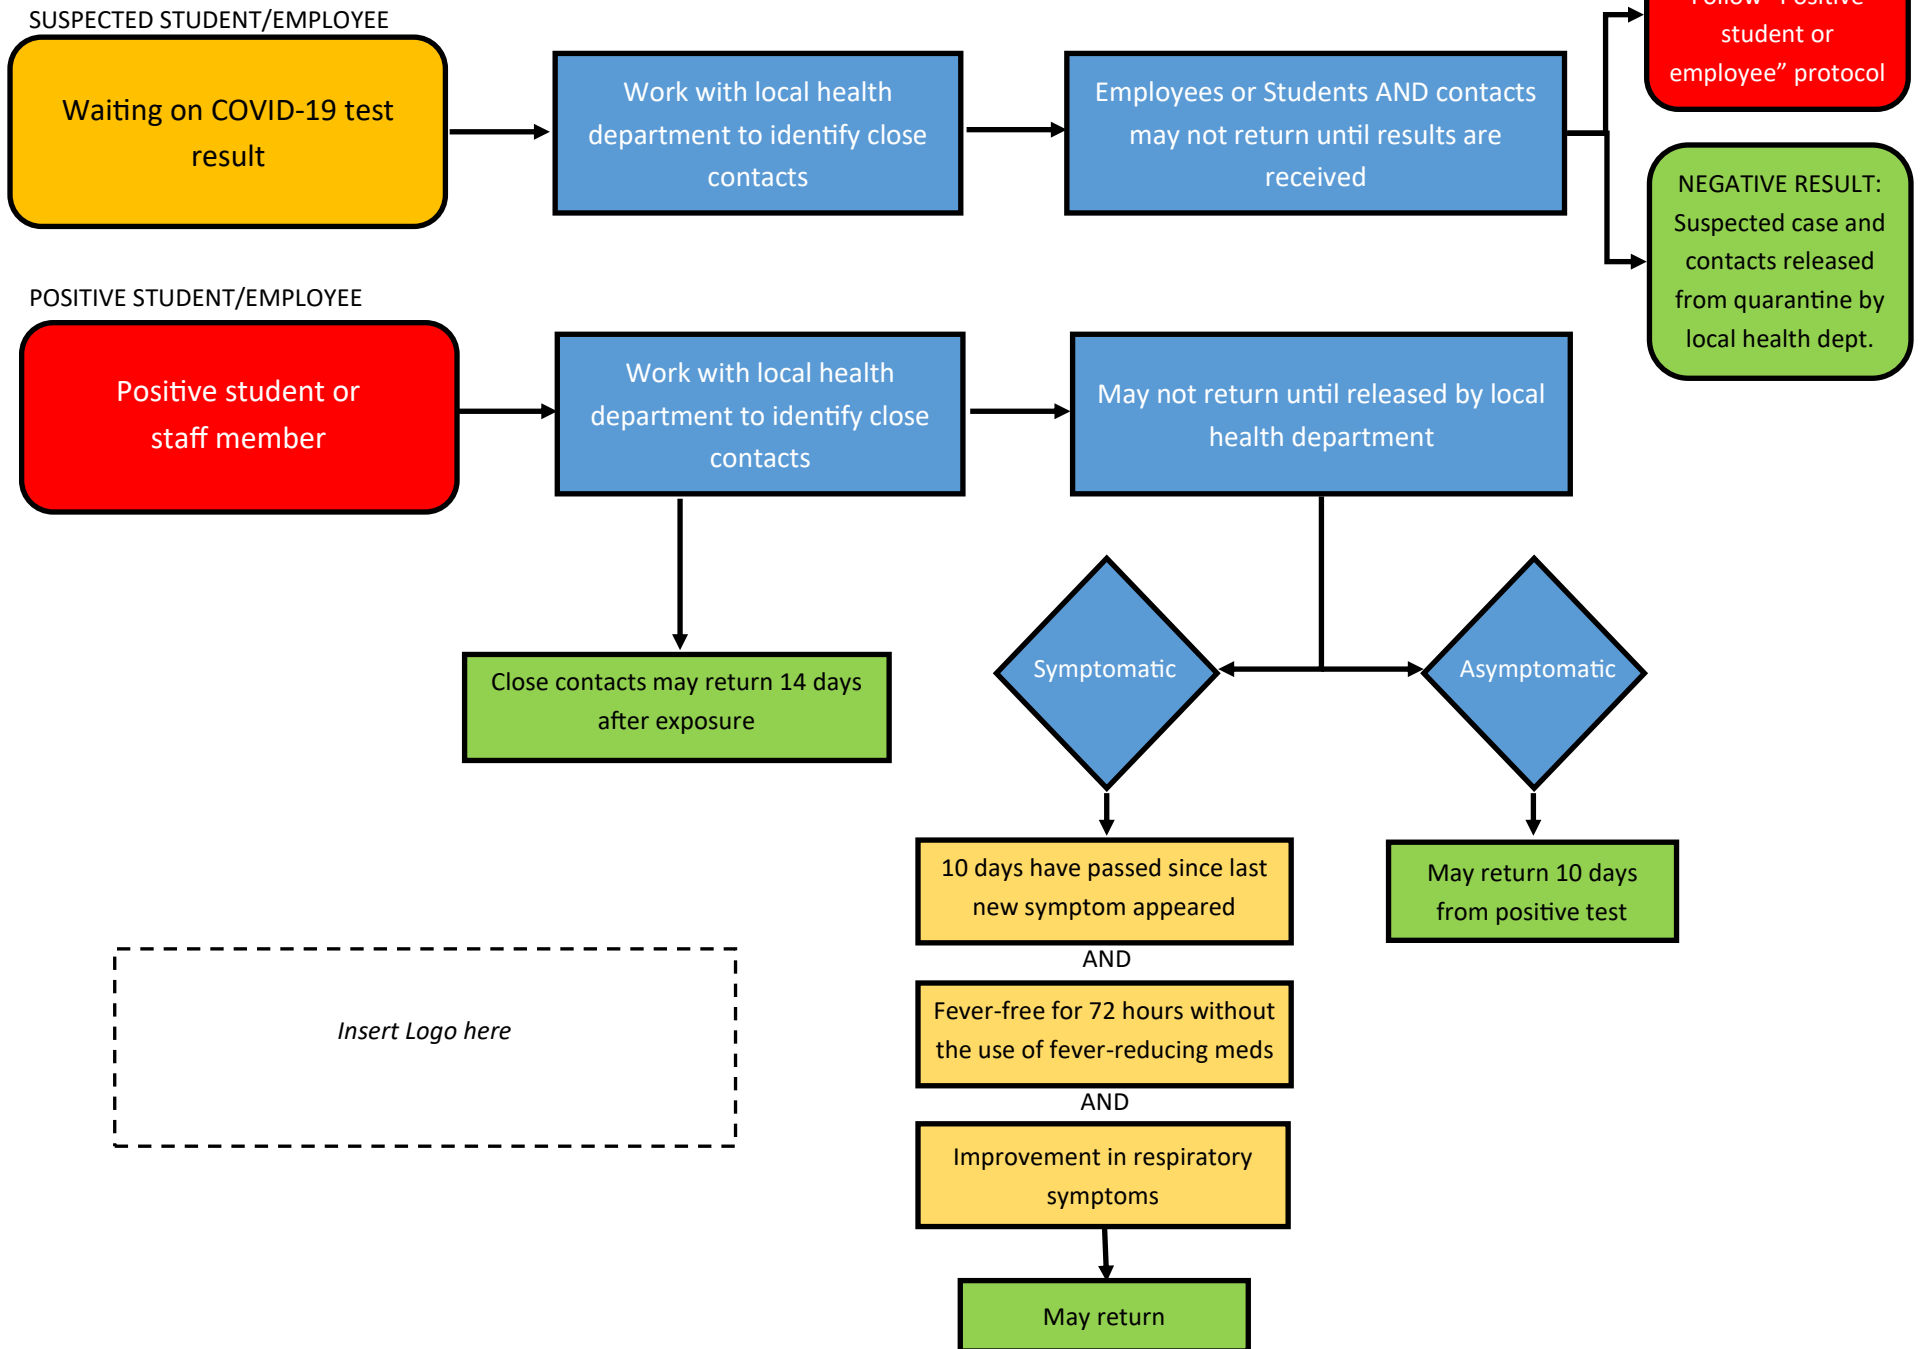 SUSPECTED STUDENT/EMPLOYEE
Waiting on COVID-19 test
result
Work with local health
department to identify close
contacts
Employees or Students AND contacts
may not return until results are
received
Follow "Positive
student or
employee” protocol
NEGATIVE RESULT:
Suspected case and
contacts released
from quarantine by
local health dept.
POSITIVE STUDENT/EMPLOYEE
Positive student or
staff member
Work with local health
department to identify close
contacts
May not return until released by local
health department
Close contacts may return 14 days
after exposure
Symptomatic
Asymptomatic
10 days have passed since last
new symptom appeared
AND
Fever-free for 72 hours without
the use of fever-reducing meds
AND
Improvement in respiratory
symptoms
May return
May return 10 days
from positive test
Insert Logo here